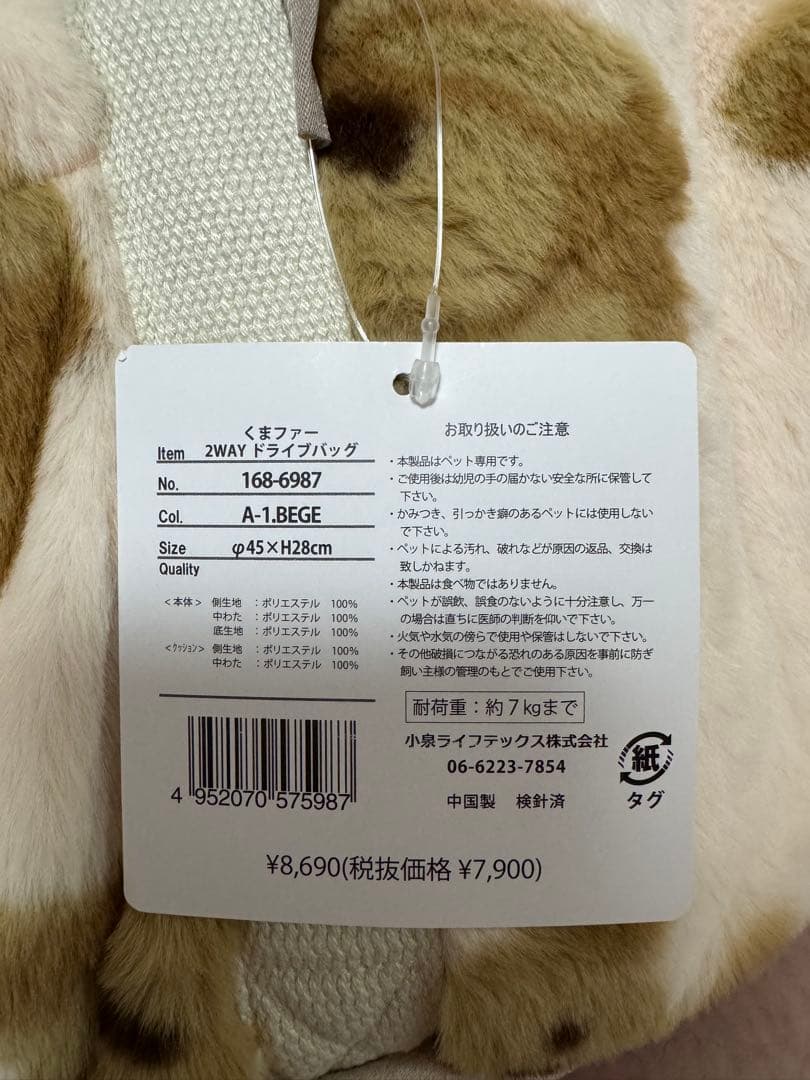 くまファー
Item 2WAY ドライブバッグ
No. 168-6987
Col. A-1.BEGE
Size φ45×H28cm
Quality
＜本体＞ 側生地 ：ポリエステル 100%
中わた ：ポリエステル 100%
底生地 ：ポリエステル 100%
＜ｸｯｼｮﾝ＞ 側生地 ：ポリエステル 100%
中わた ：ポリエステル 100%
4 952070 575987
お取り扱いのご注意
・本製品はペット専用です。
・ご使用後は幼児の手の届かない安全な所に保管して
下さい。
・かみつき、引っかき癖のあるペットには使用しない
で下さい。
・ペットによる汚れ、破れなどが原因の返品、交換は
致しかねます。
・本製品は食べ物ではありません。
・ペットが誤飲、誤食のないように十分注意し、万一
の場合は直ちに医師の判断を仰いで下さい。
・火気や水気の傍らで使用や保管はしないで下さい。
・その他破損につながる恐れのある原因を事前に防ぎ
飼い主様の管理のもとでご使用下さい。
耐荷重：約７kgまで
小泉ライフテックス株式会社
06-6223-7854
中国製 検針済
紙
タグ
¥8,690(税抜価格 ¥7,900)